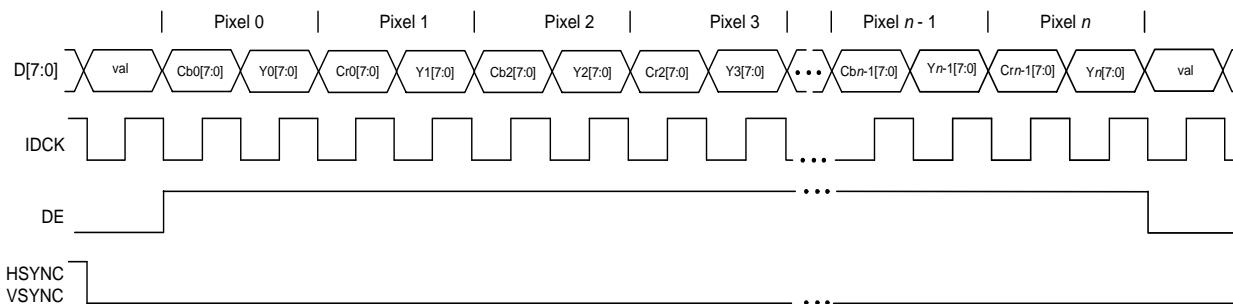 Pixel 0 Pixel 1 Pixel 2 Pixel 3 Pixel n - 1 Pixel n
D[7:0] val Cb0[7:0] Y0[7:0] Cr0[7:0] Y1[7:0] Cb2[7:0] Y2[7:0] Cr2[7:0] Y3[7:0] ... Cbn-1[7:0] Yn-1[7:0] Crn-1[7:0] Yn[7:0] val
IDCK ...
DE ...
HSYNC
VSYNC ...